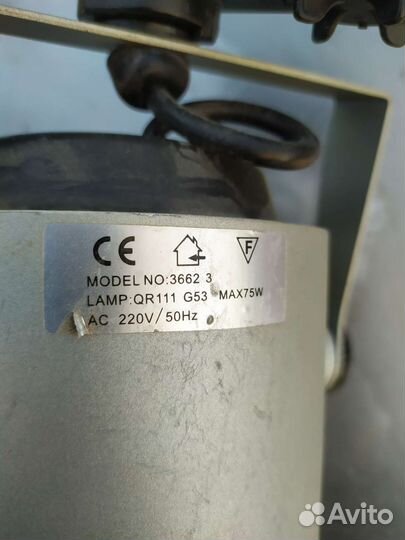 CE F
MODEL NO:3662 3
LAMP:QR111 G53 MAX75W
AC 220V/50Hz
Avito